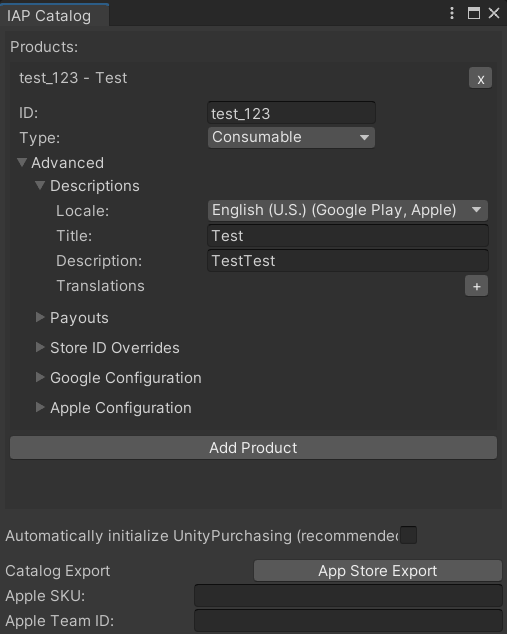 IAP Catalog
Products:
test_123 - Test
x
ID: test_123
Type: Consumable
Advanced
Descriptions
Locale: English (U.S.) (Google Play, Apple)
Title: Test
Description: TestTest
Translations +
Payouts
Store ID Overrides
Google Configuration
Apple Configuration
Add Product
Automatically initialize UnityPurchasing (recommended
Catalog Export App Store Export
Apple SKU:
Apple Team ID: